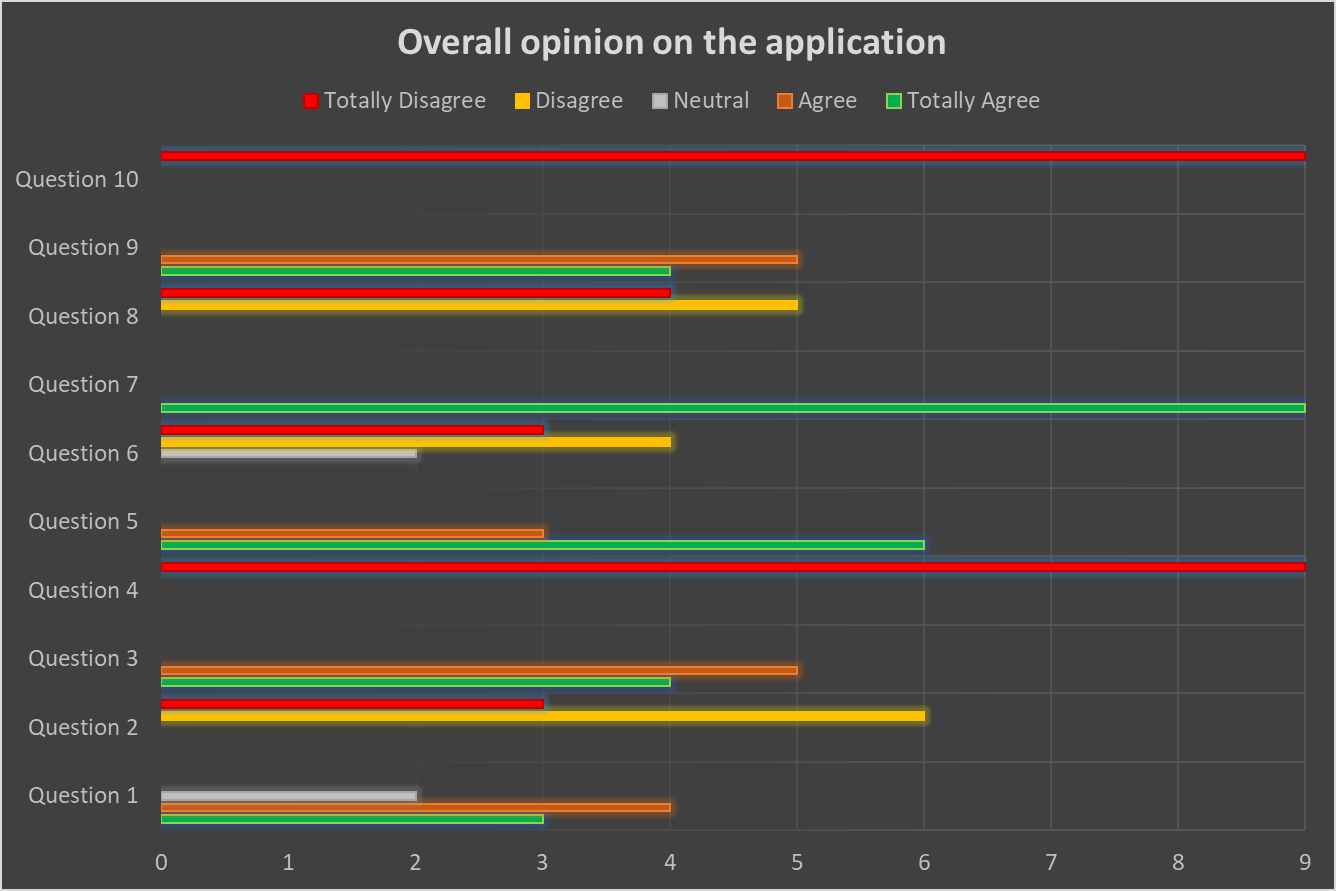 Overall opinion on the application
Totally Disagree Disagree Neutral Agree Totally Agree
Question 10
Question 9
Question 8
Question 7
Question 6
Question 5
Question 4
Question 3
Question 2
Question 1
0 1 2 3 4 5 6 7 8 9